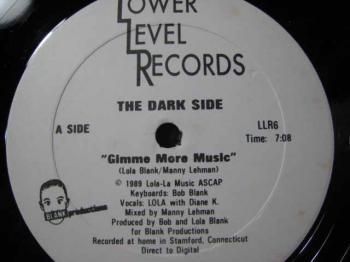 LOWER
LEVEL
RECORDS
THE DARK SIDE
A SIDE
LLR6
Time: 7:08
"Gimme More Music"
(Lola Blank/Manny Lehman)
© 1989 Lola-La Music ASCAP
Keyboards: Bob Blank
Vocals: LOLA with Diane K.
Mixed by Manny Lehman
Produced by Bob and Lola Blank
for Blank Productions
Recorded at home in Stamford, Connecticut
Direct to Digital
BLANK productions